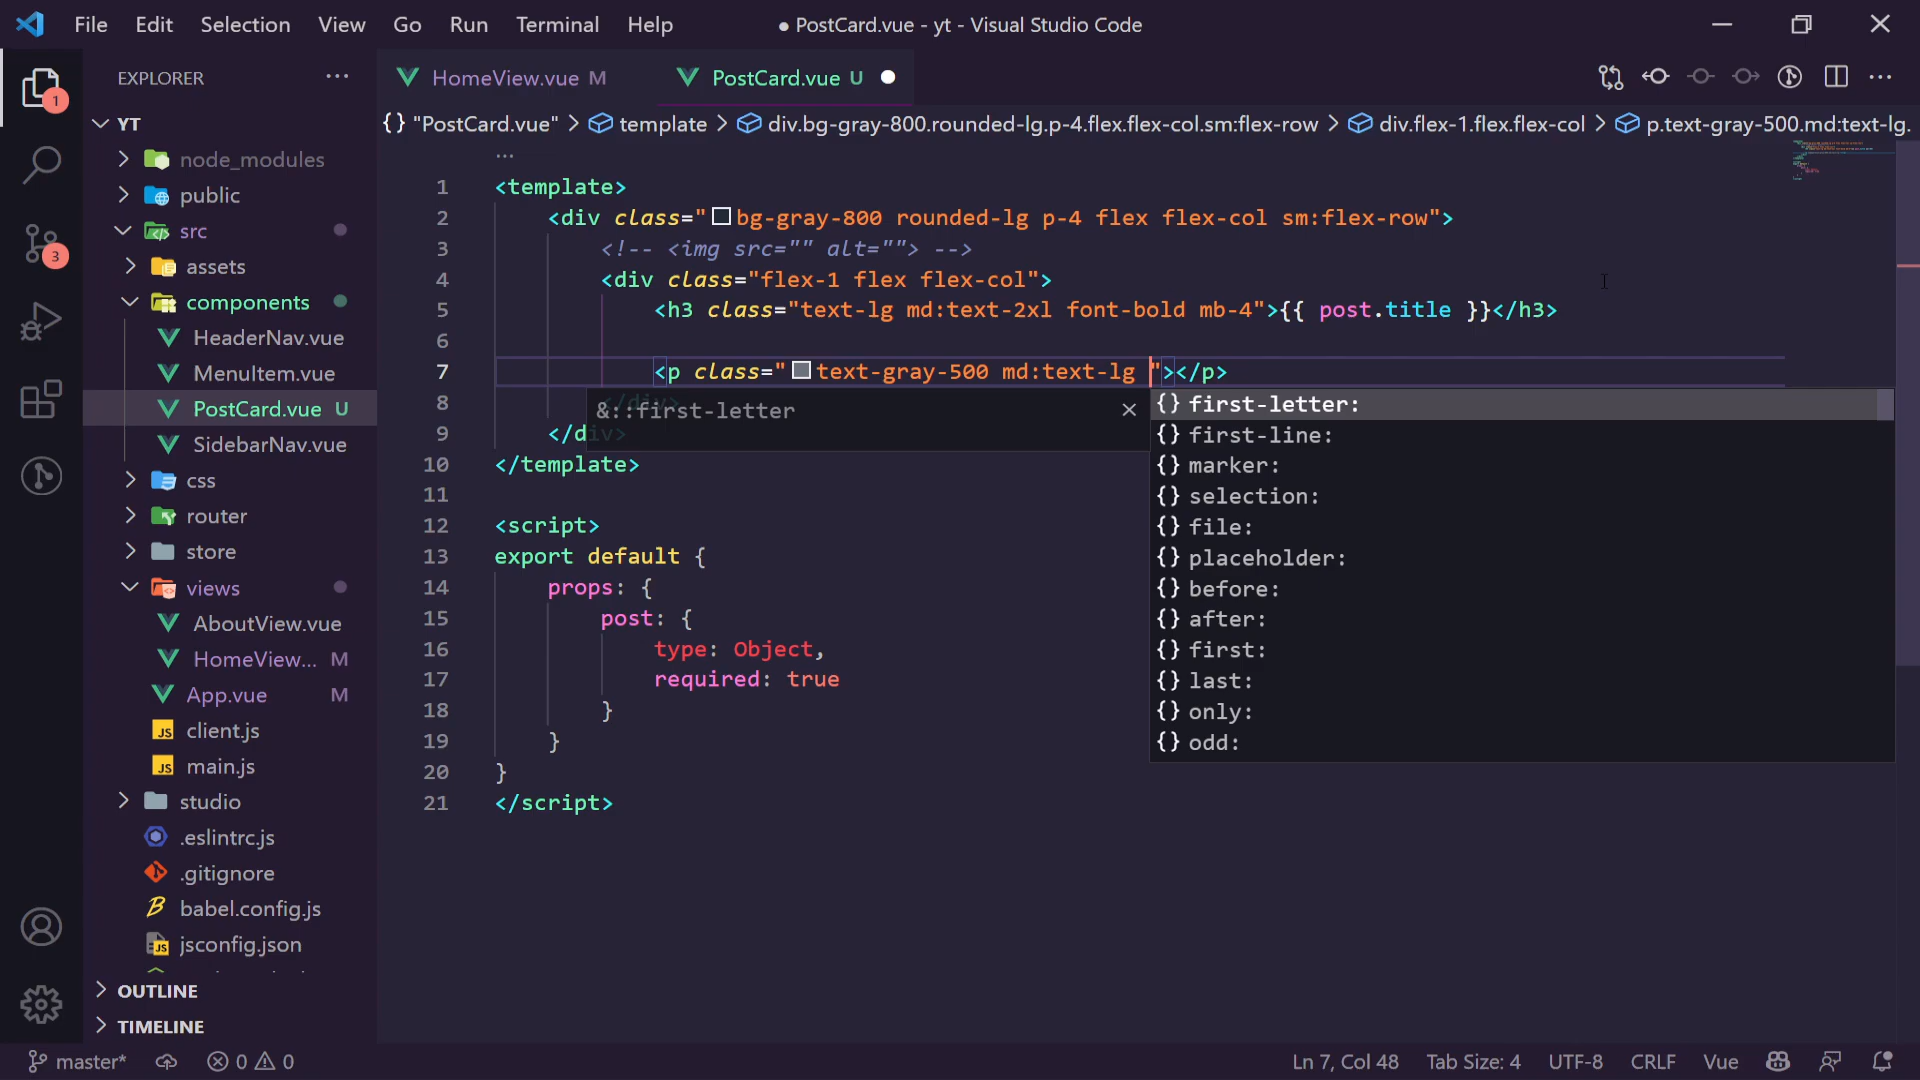 File Edit Selection View Go Run Terminal Help ● PostCard.vue - yt - Visual Studio Code
EXPLORER ···
HomeView.vue M PostCard.vue U
{} "PostCard.vue" > template > div.bg-gray-800.rounded-lg.p-4.flex.flex-col.sm:flex-row > div.flex-1.flex.flex-col > p.text-gray-500.md:text-lg.
YT
node_modules
public
src
assets
components
HeaderNav.vue
MenuItem.vue
PostCard.vue U
SidebarNav.vue
css
router
store
views
AboutView.vue
HomeView... M
App.vue M
client.js
main.js
studio
.eslintrc.js
.gitignore
babel.config.js
jsconfig.json
OUTLINE
TIMELINE
1
3
...
1 <template>
2 <div class="bg-gray-800 rounded-lg p-4 flex flex-col sm:flex-row">
3 <!-- <img src="" alt=""> -->
4 <div class="flex-1 flex flex-col">
5 <h3 class="text-lg md:text-2xl font-bold mb-4">{{ post.title }}</h3>
6
7 <p class="text-gray-500 md:text-lg "></p>
8 </div>
9 </div>
10 </template>
11
12 <script>
13 export default {
14 props: {
15 post: {
16 type: Object,
17 required: true
18 }
19 }
20 }
21 </script>
&::first-letter
{} first-letter:
{} first-line:
{} marker:
{} selection:
{} file:
{} placeholder:
{} before:
{} after:
{} first:
{} last:
{} only:
{} odd:
master* 0 0 Ln 7, Col 48 Tab Size: 4 UTF-8 CRLF Vue